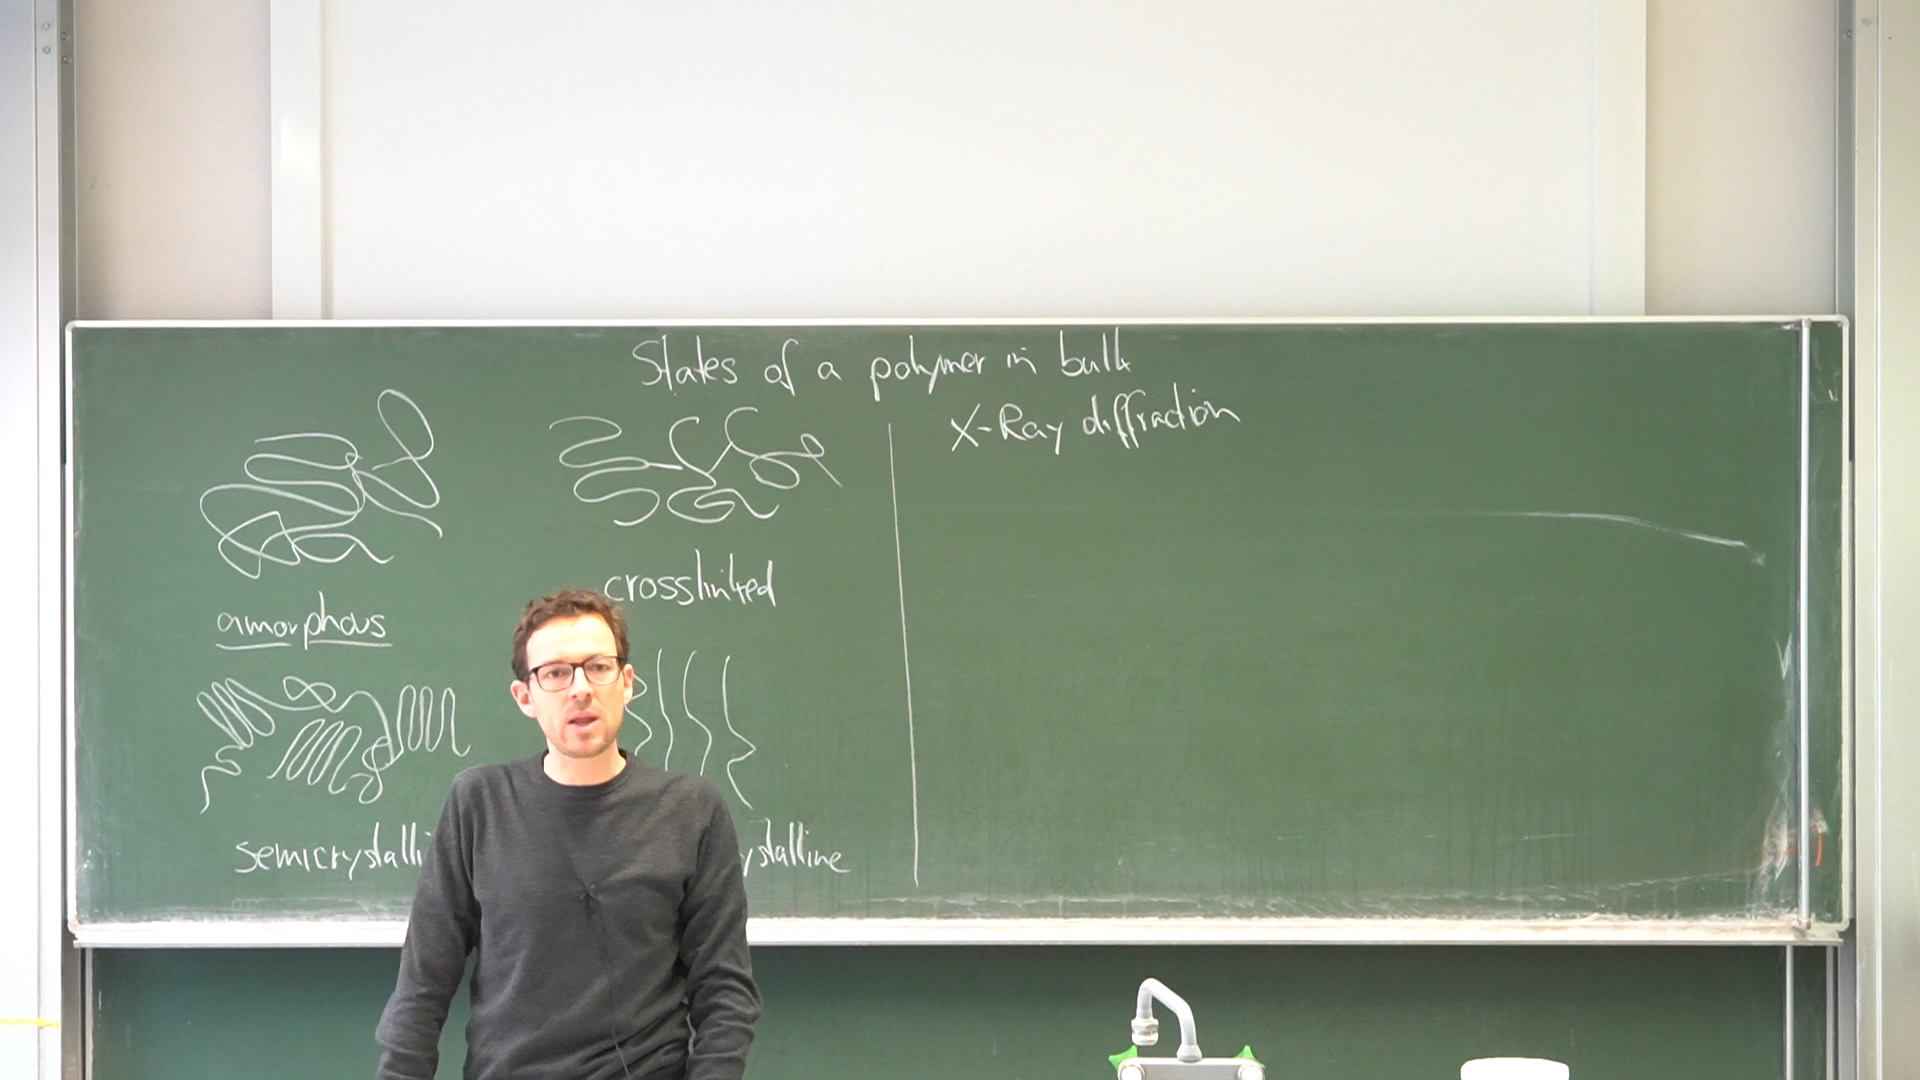 States of a polymer in bulk
X-Ray diffraction
crosslinked
amorphous
semicrystalli
ystalline